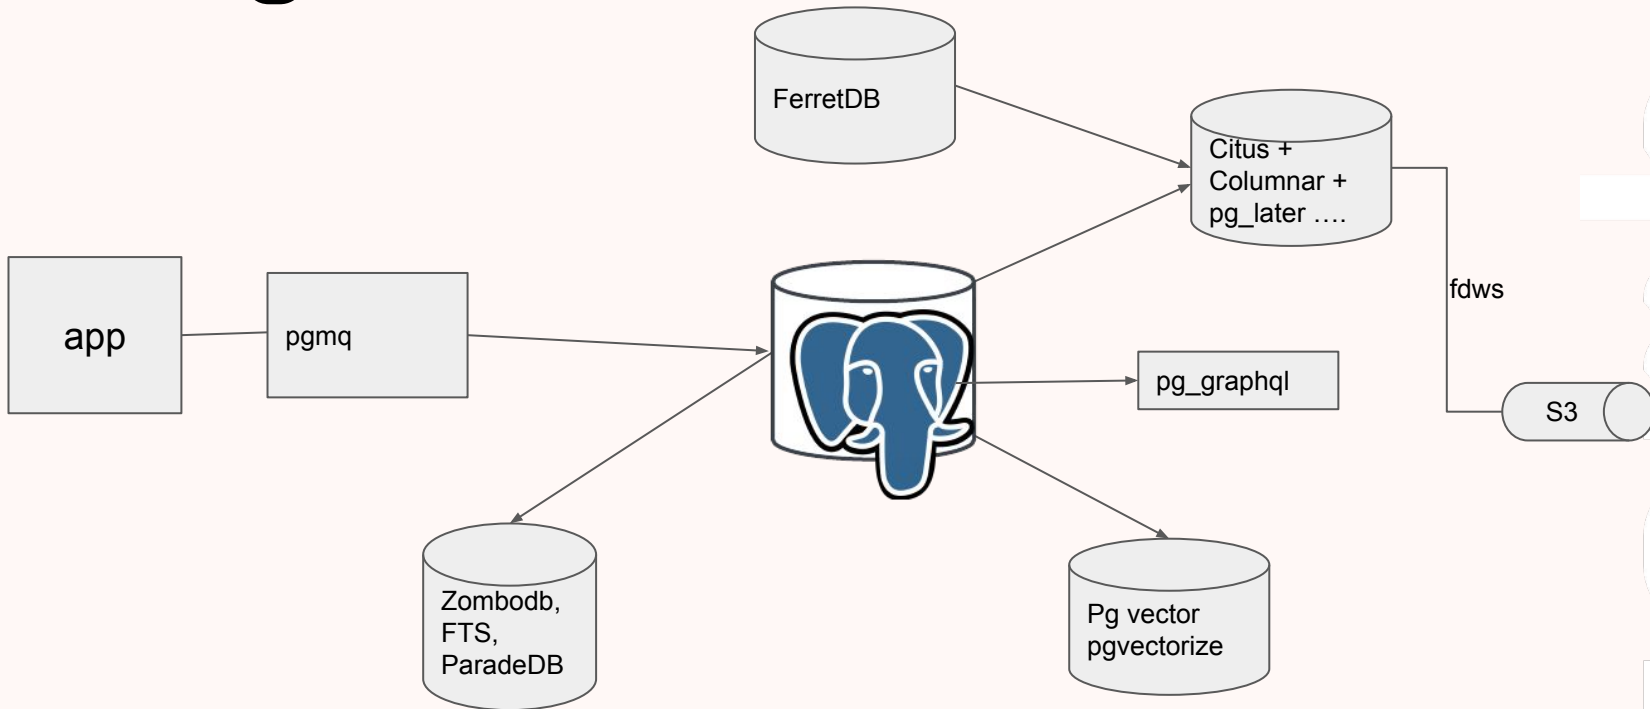 FerretDB
Citus +
Columnar +
pg_later ….
fdws
app
pgmq
pg_graphql
S3
Zombodb,
FTS,
ParadeDB
Pg vector
pgvectorize